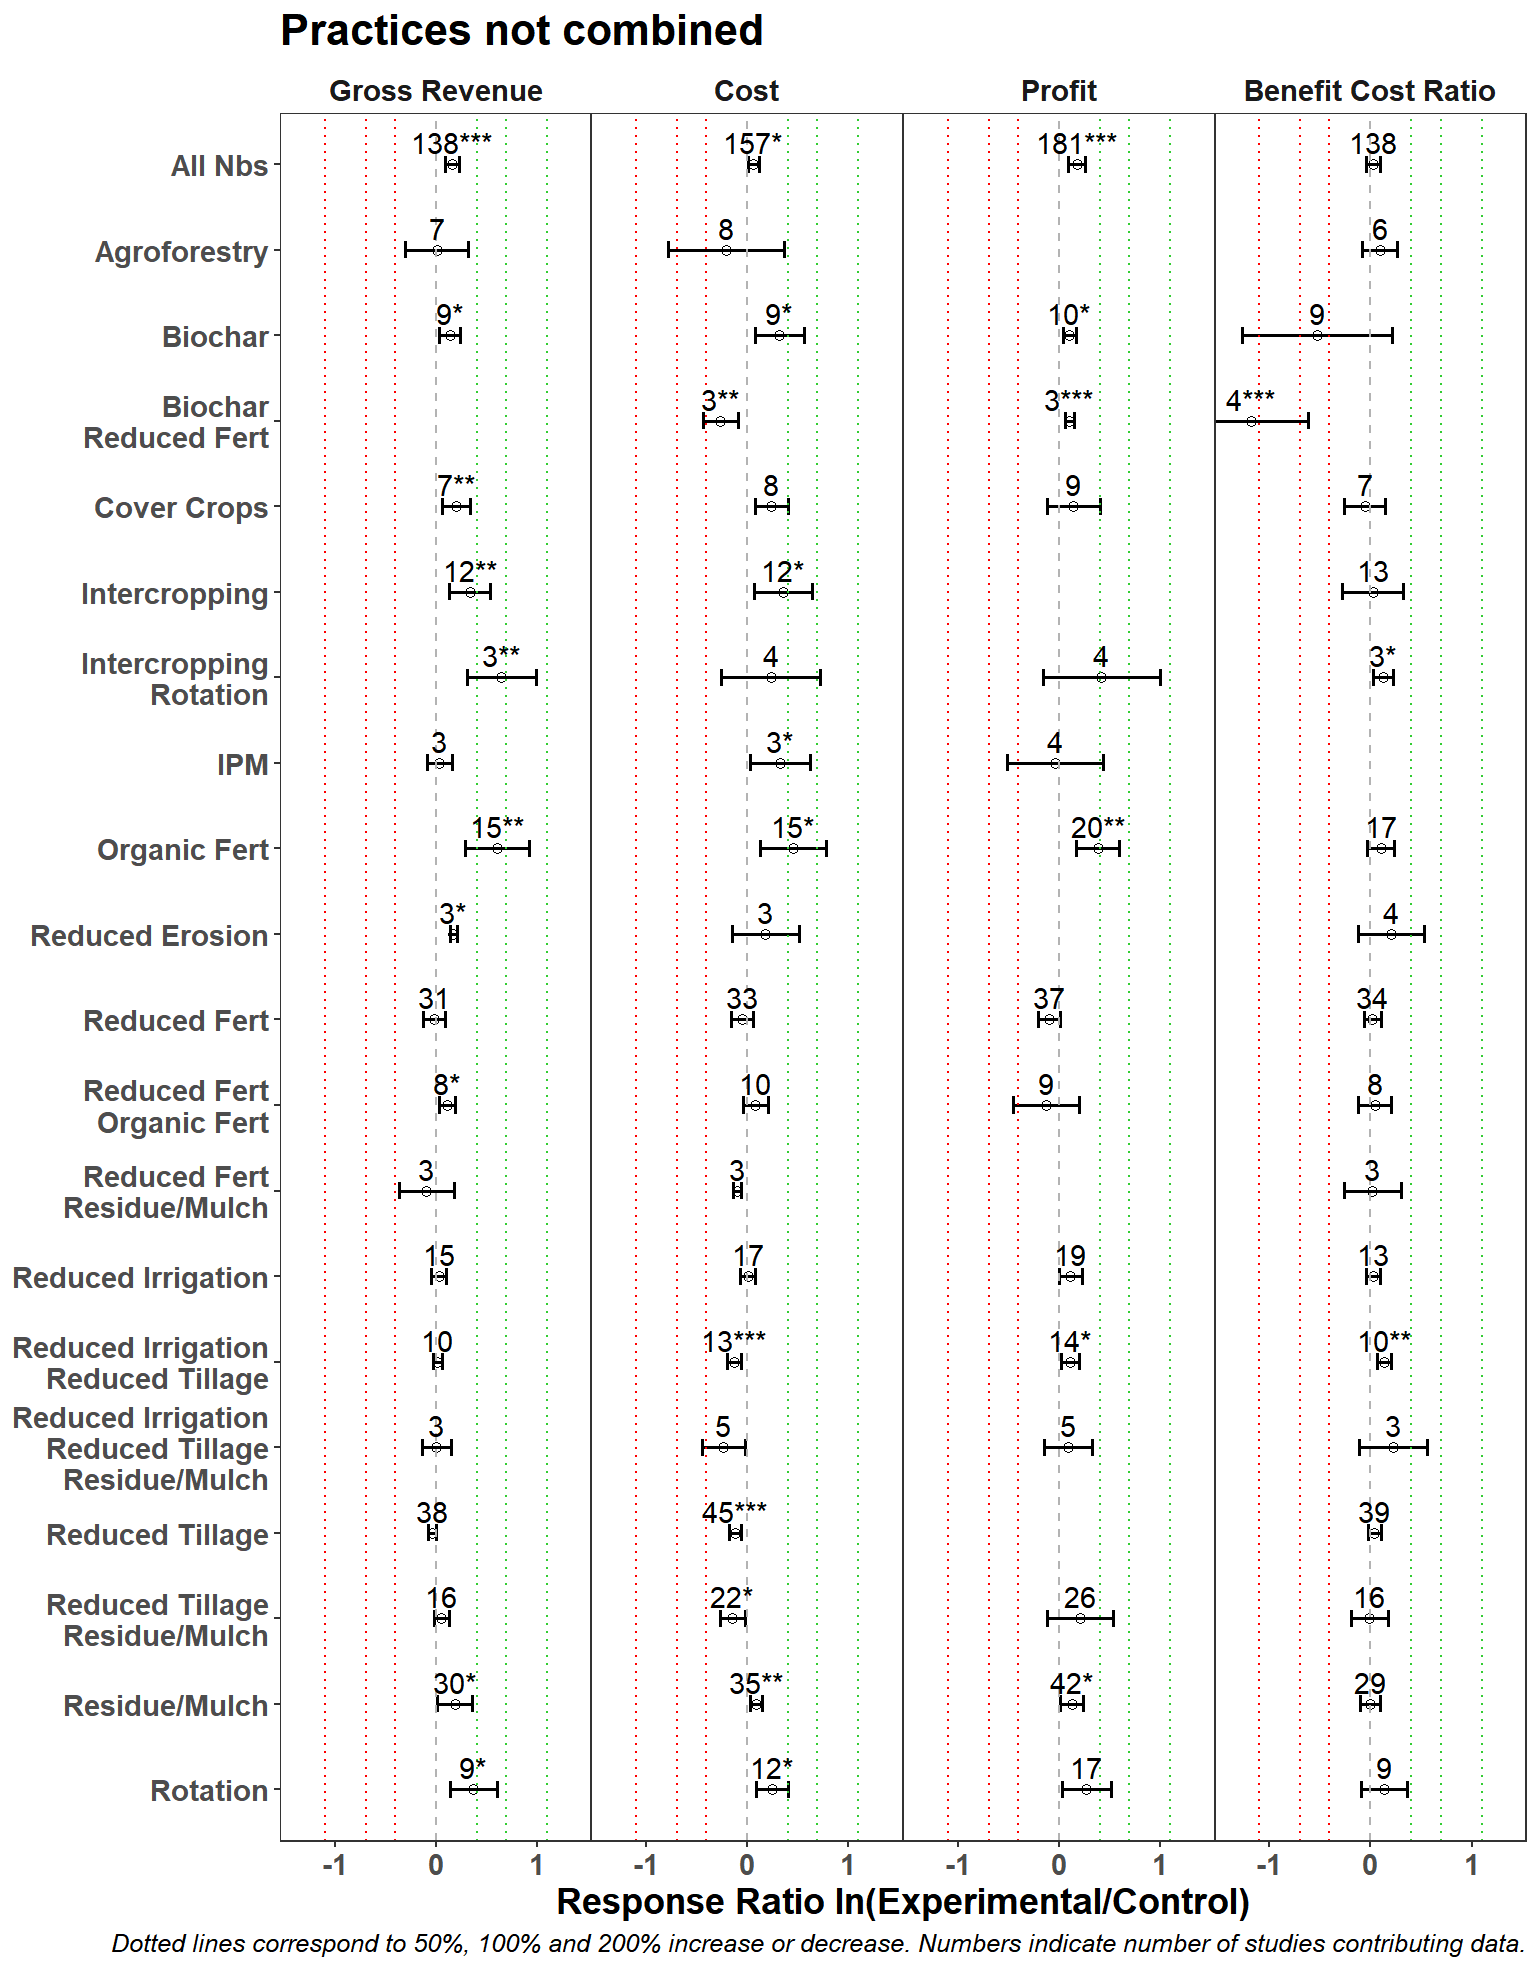 Practices not combined
Gross Revenue Cost Profit Benefit Cost Ratio
All Nbs 138*** 157* 181*** 138
Agroforestry 7 8 6
Biochar 9* 9* 10* 9
Biochar
Reduced Fert 3** 3*** 4***
Cover Crops 7** 8 9 7
Intercropping 12** 12* 13
Intercropping
Rotation 3** 4 4 3*
IPM 3 3* 4
Organic Fert 15** 15* 20** 17
Reduced Erosion 3* 3 4
Reduced Fert 31 33 37 34
Reduced Fert
Organic Fert 8* 10 9 8
Reduced Fert
Residue/Mulch 3 3 3
Reduced Irrigation 15 17 19 13
Reduced Irrigation
Reduced Tillage 10 13*** 14* 10**
Reduced Irrigation
Reduced Tillage 3 5 5 3
Residue/Mulch
Reduced Tillage 38 45*** 39
Reduced Tillage
Residue/Mulch 16 22* 26 16
Residue/Mulch 30* 35** 42* 29
Rotation 9* 12* 17 9
-1 0 1 -1 0 1 -1 0 1 -1 0 1
Response Ratio ln(Experimental/Control)
Dotted lines correspond to 50%, 100% and 200% increase or decrease. Numbers indicate number of studies contributing data.